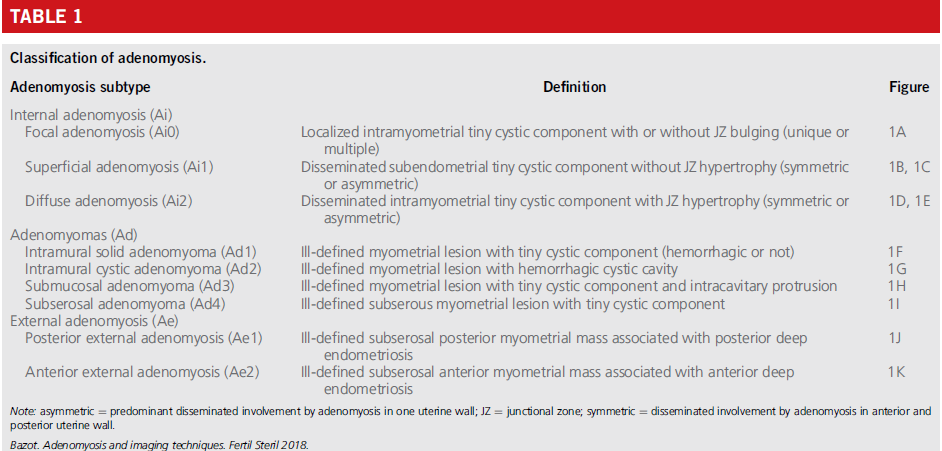 TABLE 1
Classification of adenomyosis.
Adenomyosis subtype Definition Figure
Internal adenomyosis (Ai)
Focal adenomyosis (Ai0) Localized intramyometrial tiny cystic component with or without JZ bulging (unique or 1A
multiple)
Superficial adenomyosis (Ai1) Disseminated subendometrial tiny cystic component without JZ hypertrophy (symmetric 1B, 1C
or asymmetric)
Diffuse adenomyosis (Ai2) Disseminated intramyometrial tiny cystic component with JZ hypertrophy (symmetric or 1D, 1E
asymmetric)
Adenomyomas (Ad)
Intramural solid adenomyoma (Ad1) Ill-defined myometrial lesion with tiny cystic component (hemorrhagic or not) 1F
Intramural cystic adenomyoma (Ad2) Ill-defined myometrial lesion with hemorrhagic cystic cavity 1G
Submucosal adenomyoma (Ad3) Ill-defined myometrial lesion with tiny cystic component and intracavitary protrusion 1H
Subserosal adenomyoma (Ad4) Ill-defined subserous myometrial lesion with tiny cystic component 1I
External adenomyosis (Ae)
Posterior external adenomyosis (Ae1) Ill-defined subserosal posterior myometrial mass associated with posterior deep 1J
endometriosis
Anterior external adenomyosis (Ae2) Ill-defined subserosal anterior myometrial mass associated with anterior deep 1K
endometriosis
Note: asymmetric = predominant disseminated involvement by adenomyosis in one uterine wall; JZ = junctional zone; symmetric = disseminated involvement by adenomyosis in anterior and
posterior uterine wall.
Bazot. Adenomyosis and imaging techniques. Fertil Steril 2018.